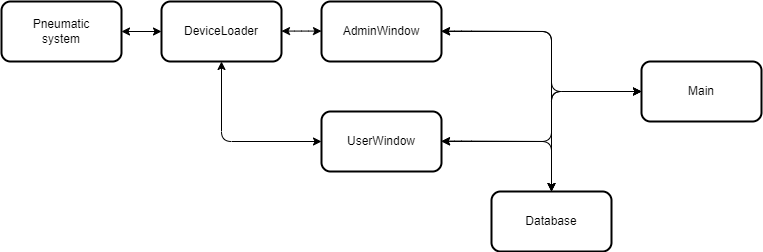 Pneumatic
system
DeviceLoader
AdminWindow
Main
UserWindow
Database